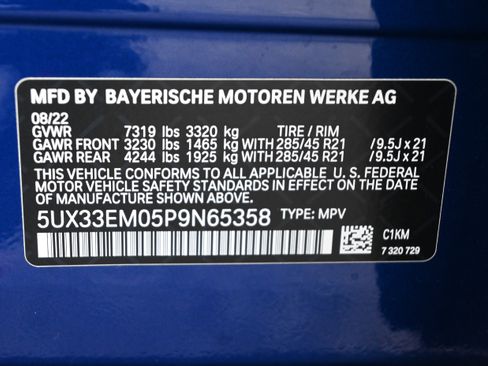 MFD BY BAYERISCHE MOTOREN WERKE AG
08/22
GVWR 7319 lbs 3320 kg TIRE / RIM
GAWR FRONT 3230 lbs 1465 kg WITH 285/45 R21 / 9.5J x 21
GAWR REAR 4244 lbs 1925 kg WITH 285/45 R21 / 9.5J x 21
THIS VEHICLE CONFORMS TO ALL APPLICABLE U. S. FEDERAL
MOTOR VEHICLE SAFETY STANDARDS IN EFFECT ON THE
DATE OF MANUFACTURE SHOWN ABOVE.
5UX33EM05P9N65358 TYPE: MPV
C1KM
7 320 729